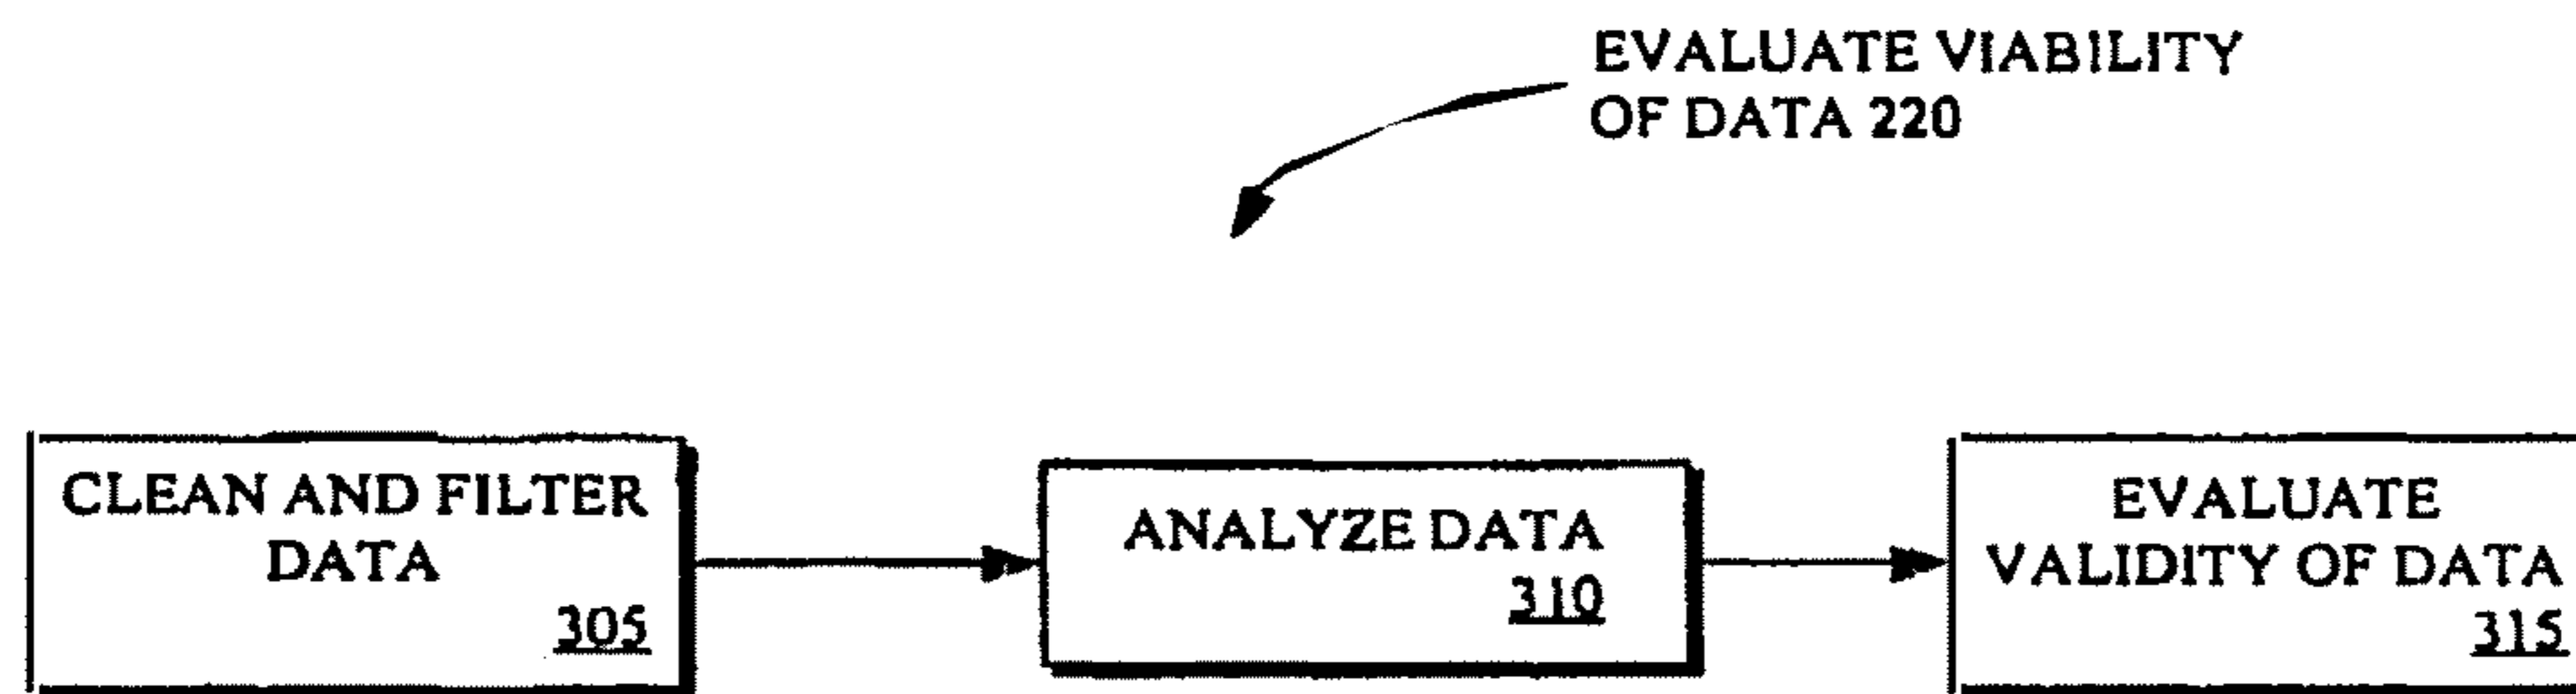 EVALUATE VIABILITY
OF DATA 220
CLEAN AND FILTER
DATA
305
ANALYZE DATA
310
EVALUATE
VALIDITY OF DATA
315